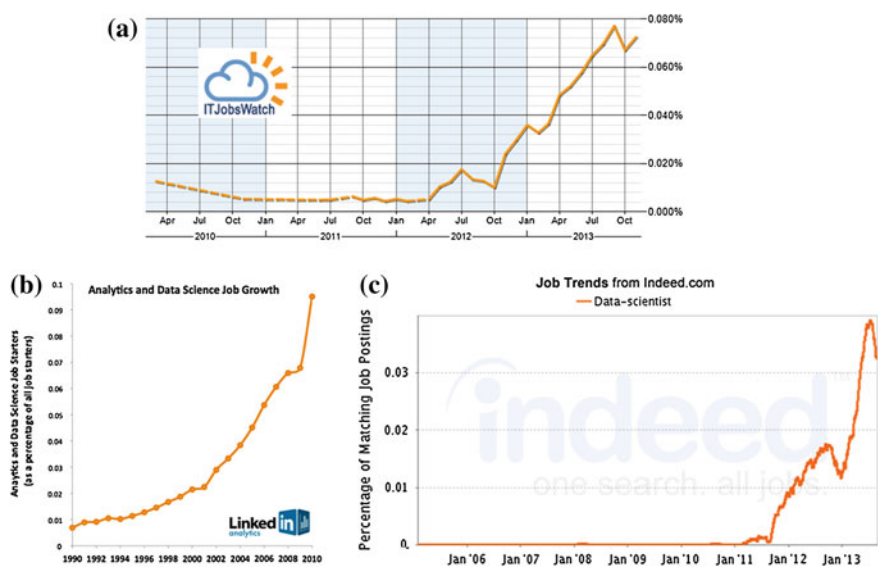 (a)
ITJobsWatch
0.080%
0.060%
0.040%
0.020%
0.000%
Apr Jul Oct Jan Apr Jul Oct Jan Apr Jul Oct Jan Apr Jul Oct
2010 2011 2012 2013
(b)
Analytics and Data Science Job Growth
Anaytics and Data Science Job Starters
(as a percentage of all job starters)
0.1
0.09
0.08
0.07
0.06
0.05
0.04
0.03
0.02
0.01
0
1990 1992 1994 1996 1998 2000 2002 2004 2006 2008 2010
Linked in
analytics
(c)
Job Trends from Indeed.com
Data-scientist
Percentage of Matching Job Postings
0.03
0.02
0.01
0.
indeed™
one search. all jobs.
Jan'06 Jan'07 Jan'08 Jan'09 Jan'10 Jan'11 Jan'12 Jan'13